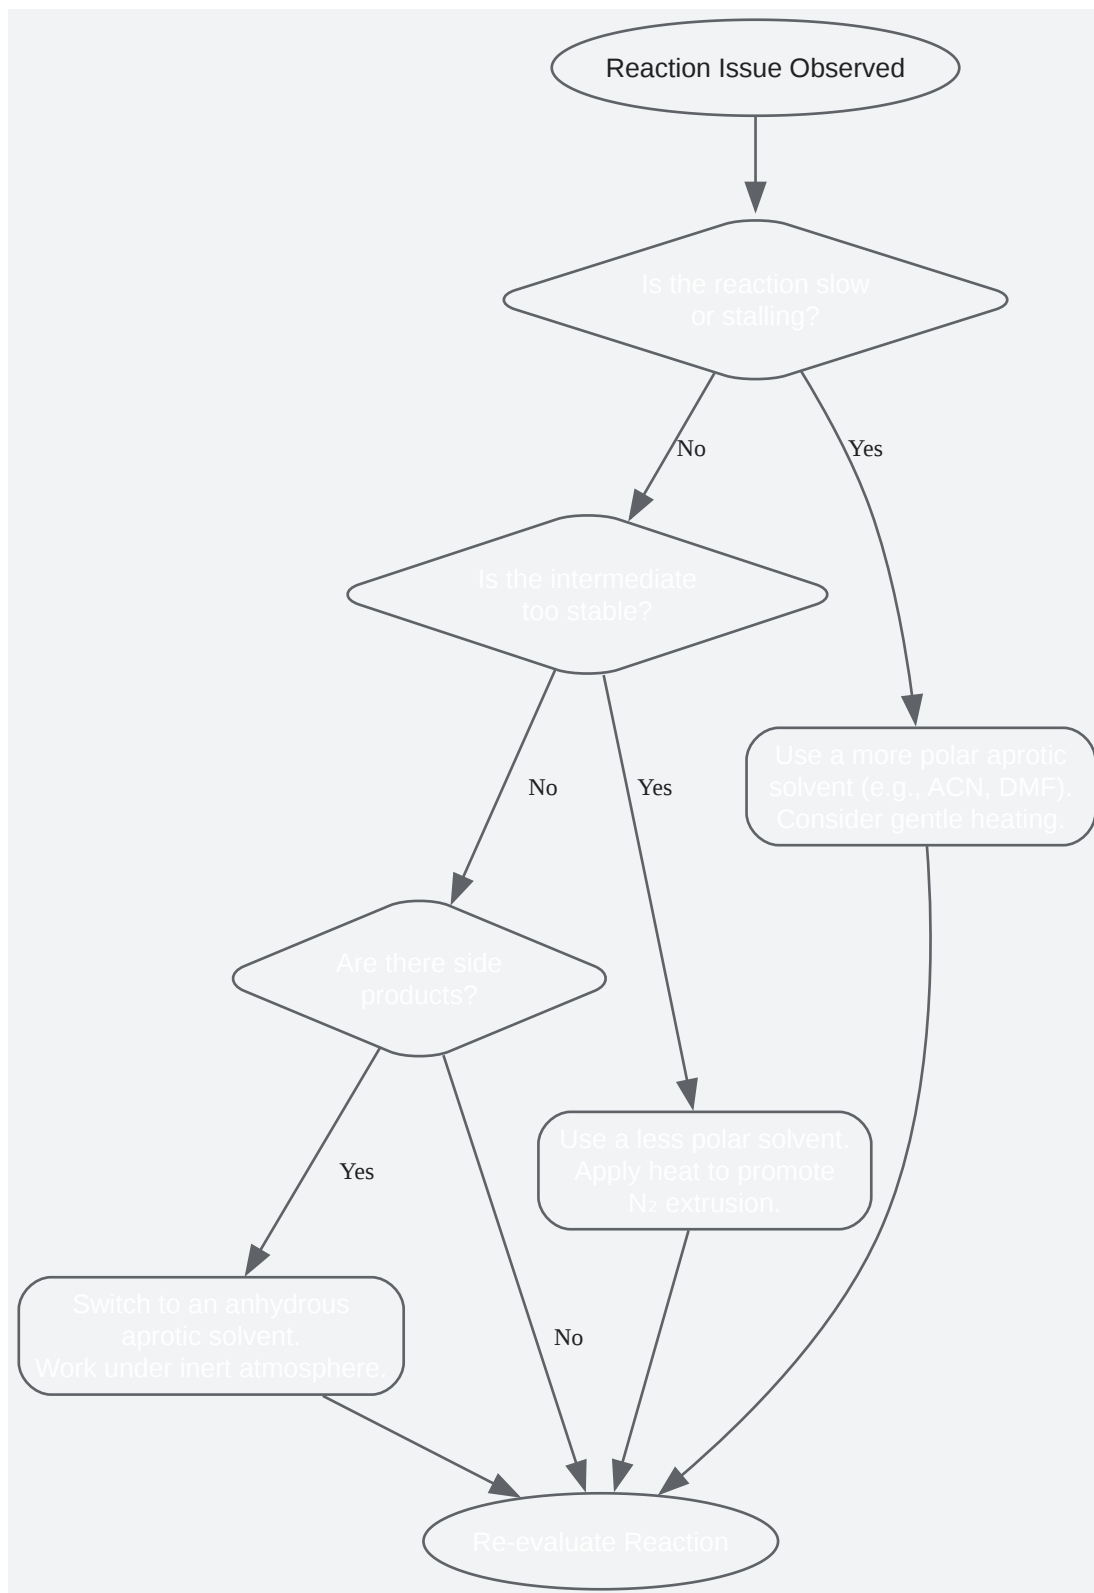 Reaction Issue Observed
Is the reaction slow
or stalling?
No
Yes
Is the intermediate
too stable?
Use a more polar aprotic
solvent (e.g., ACN, DMF).
Consider gentle heating.
No
Yes
Are there side
products?
Use a less polar solvent.
Apply heat to promote
N₂ extrusion.
Yes
Switch to an anhydrous
aprotic solvent.
Work under inert atmosphere.
No
Re-evaluate Reaction